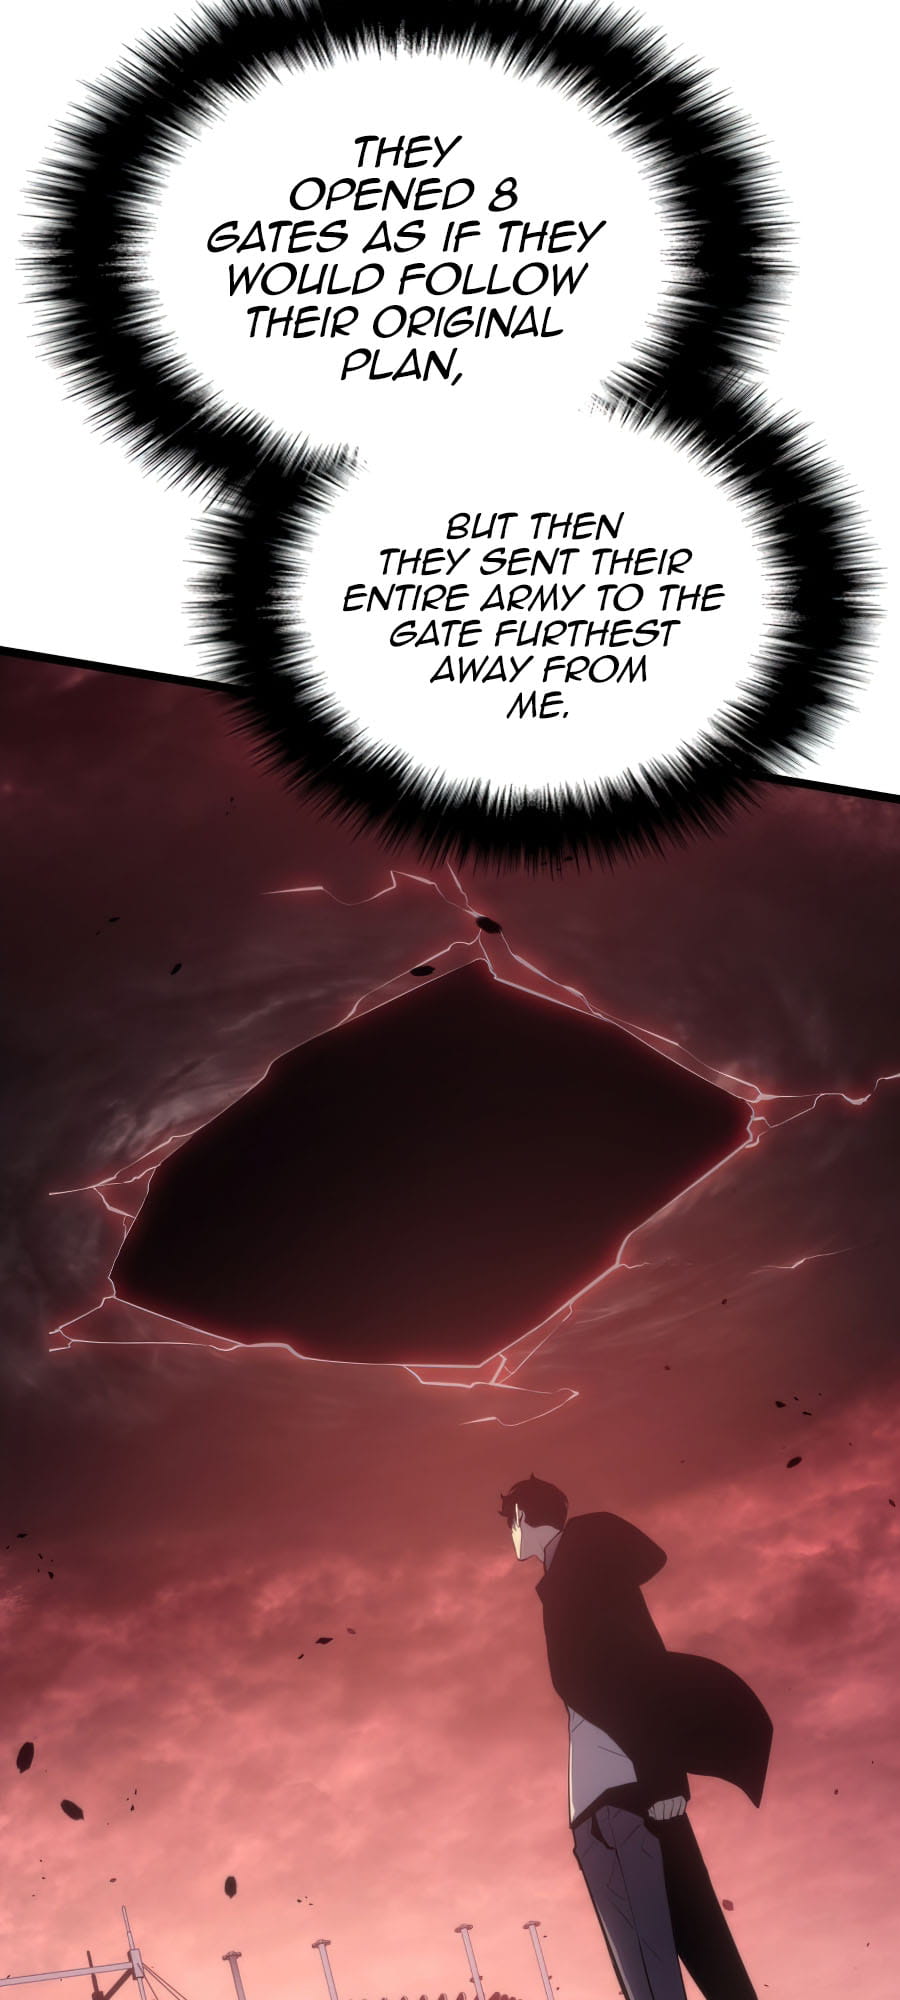 THEY
OPENED 8
GATES AS IF THEY
WOULD FOLLOW
THEIR ORIGINAL
PLAN,
BUT THEN
THEY SENT THEIR
ENTIRE ARMY TO THE
GATE FURTHEST
AWAY FROM
ME.